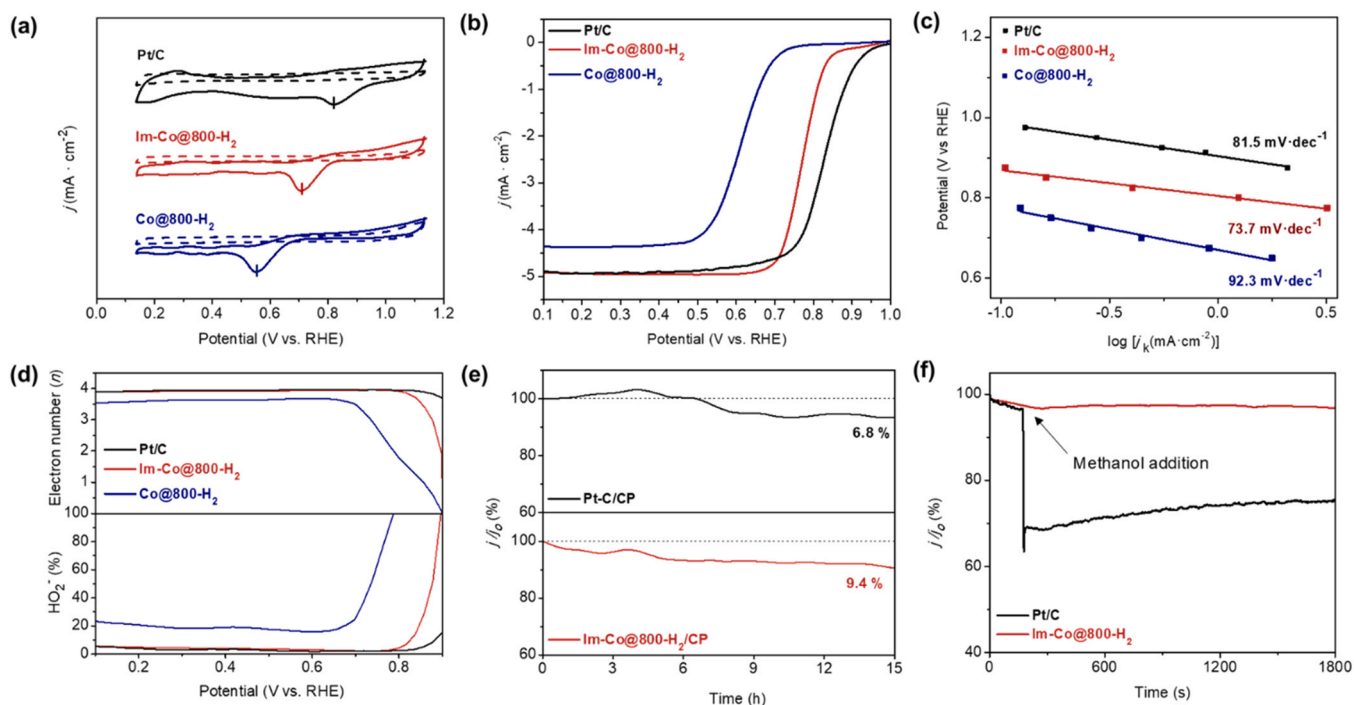 (a)
Pt/C
Im-Co@800-H2
Co@800-H2
j (mA · cm-2)
0.0 0.2 0.4 0.6 0.8 1.0 1.2
Potential (V vs. RHE)
(b)
Pt/C
Im-Co@800-H2
Co@800-H2
0
-1
-2
-3
-4
-5
j (mA · cm-2)
0.1 0.2 0.3 0.4 0.5 0.6 0.7 0.8 0.9 1.0
Potential (V vs. RHE)
(c)
Pt/C
Im-Co@800-H2
Co@800-H2
1.2
1.0
0.8
0.6
Potential (V vs RHE)
81.5 mV·dec-1
73.7 mV·dec-1
92.3 mV·dec-1
-1.0 -0.5 0.0 0.5
log [jk(mA·cm-2)]
(d)
4
3
2
1
Electron number (n)
Pt/C
Im-Co@800-H2
Co@800-H2
100
80
60
40
20
0
HO2- (%)
0.2 0.4 0.6 0.8
Potential (V vs. RHE)
(e)
100
80
60
6.8 %
Pt-C/CP
j/jo (%)
100
80
60
9.4 %
Im-Co@800-H2/CP
0 3 6 9 12 15
Time (h)
(f)
100
80
60
40
j/jo (%)
Methanol addition
Pt/C
Im-Co@800-H2
0 600 1200 1800
Time (s)